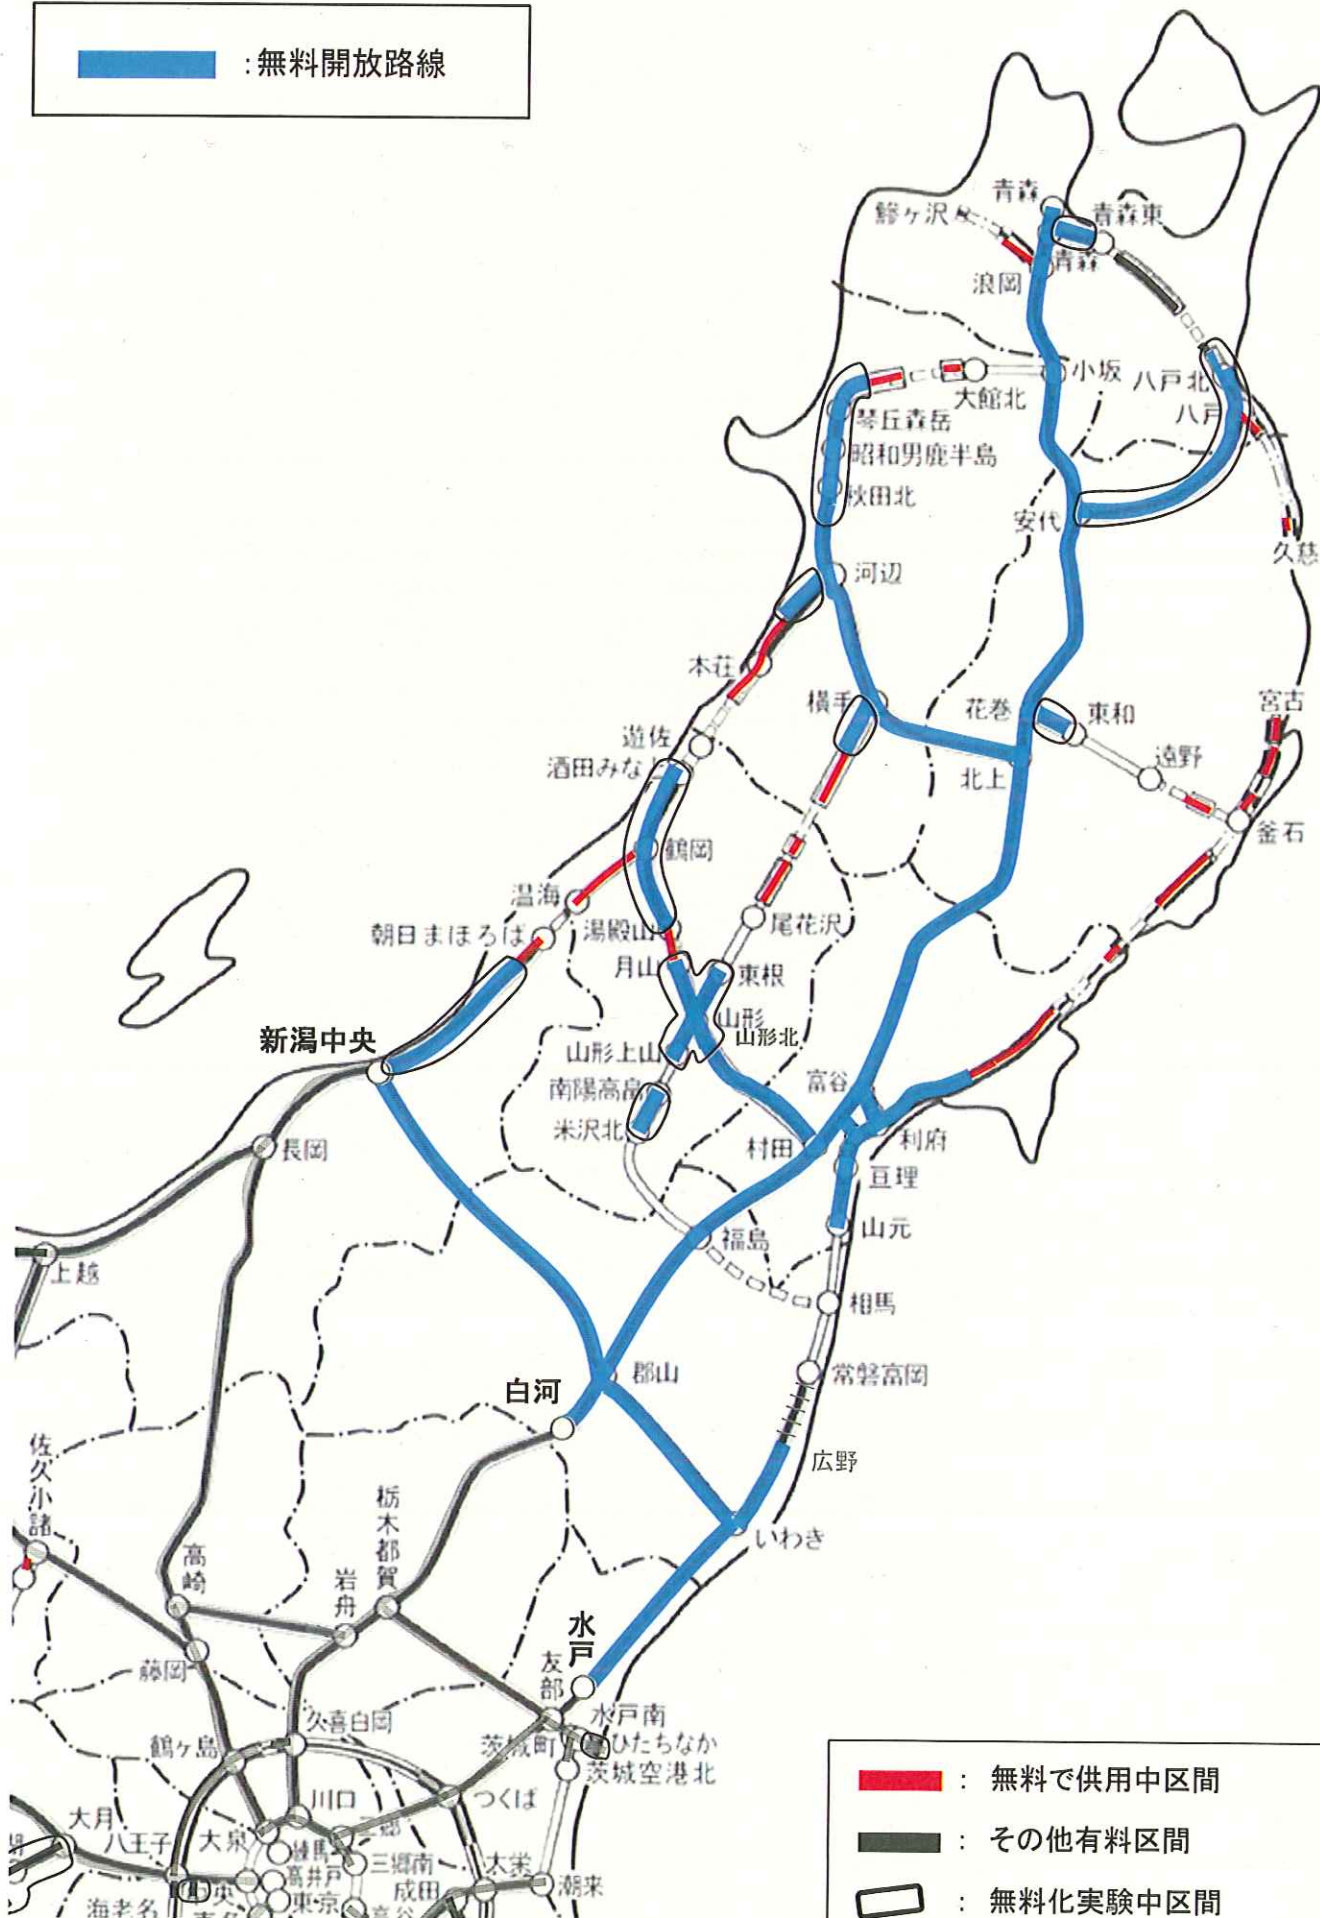 ：無料開放路線
青森
青森東
鰺ヶ沢
青森
浪岡
小坂
八戸北
大館北
八戸
琴丘森岳
昭和男鹿半島
秋田北
安代
久慈
河辺
本荘
横手
花巻
東和
宮古
遊佐
酒田みな
遠野
北上
釜石
鶴岡
温海
朝日まほろば
湯殿山
尾花沢
月山
東根
新潟中央
山形
山形北
山形上山
南陽高畠
富谷
米沢北
村田
利府
長岡
亘理
山元
福島
上越
相馬
郡山
常磐富岡
白河
広野
佐久小諸
栃木都賀
いわき
高崎
岩舟
水戸
友部
藤岡
水戸南
久喜白岡
鶴ヶ島
茨城町
ひたちなか
茨城空港北
川口
つくば
大月
八王子
大泉
三郷
練馬
三郷南
高井戸
大栄
成田
潮来
東京
海老名
： 無料で供用中区間
： その他有料区間
： 無料化実験中区間